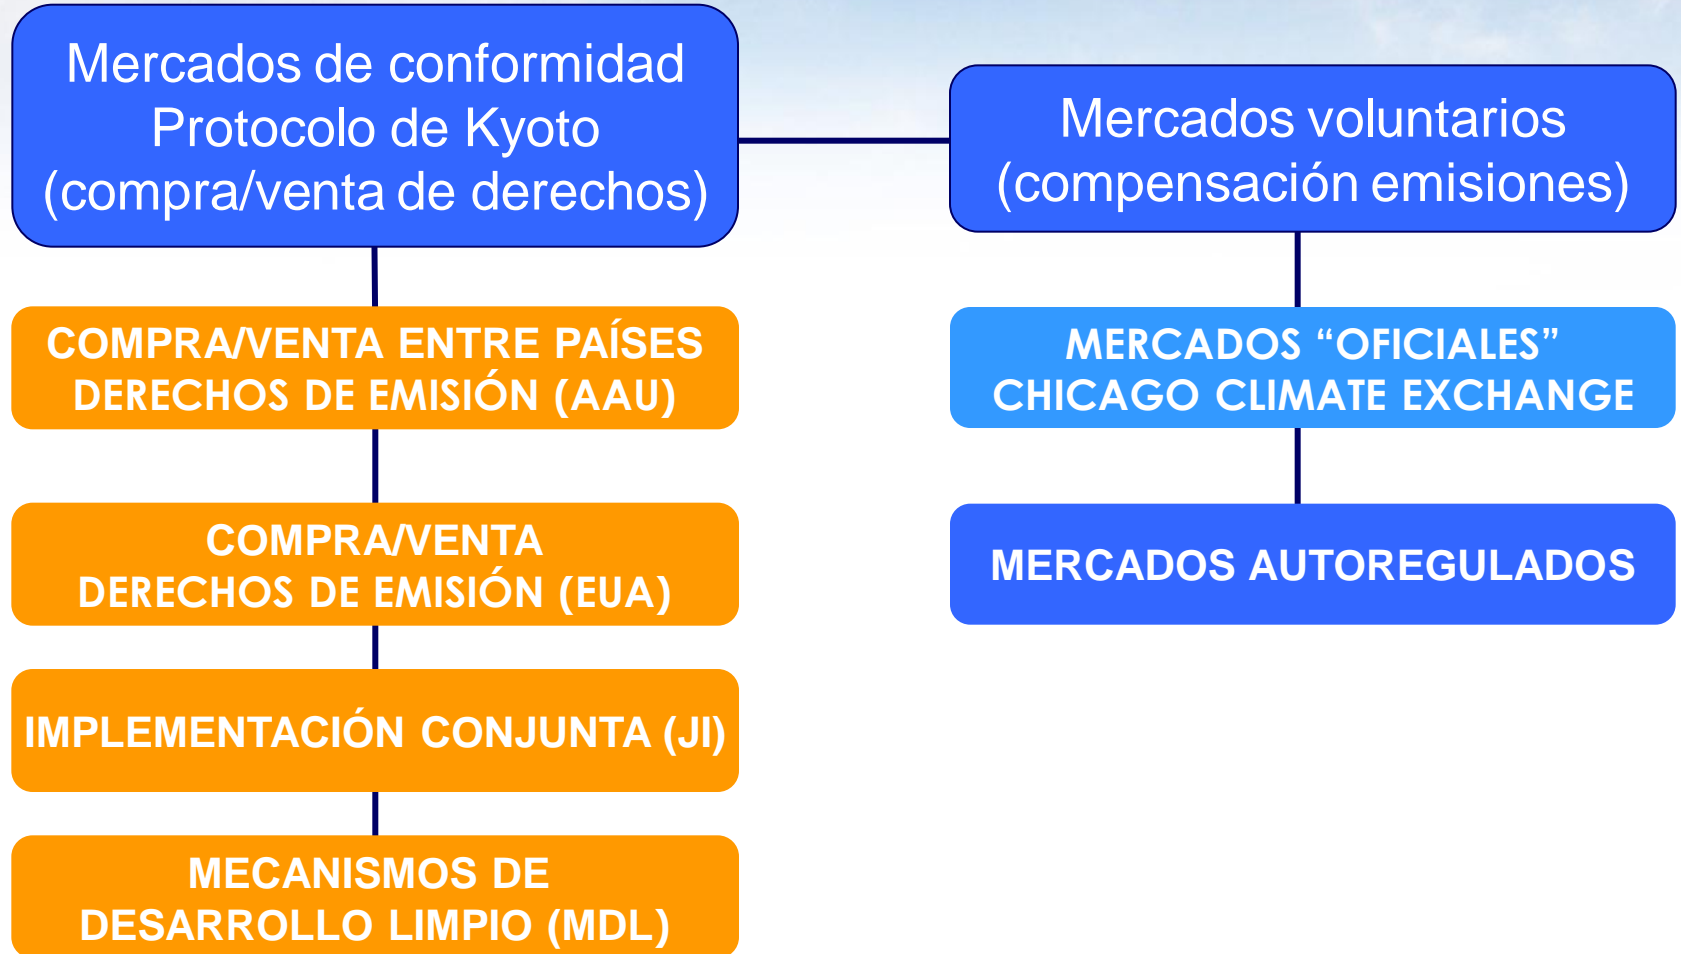 Mercados de conformidad
Protocolo de Kyoto
(compra/venta de derechos)
COMPRA/VENTA ENTRE PAÍSES
DERECHOS DE EMISIÓN (AAU)
COMPRA/VENTA
DERECHOS DE EMISIÓN (EUA)
IMPLEMENTACIÓN CONJUNTA (JI)
MECANISMOS DE
DESARROLLO LIMPIO (MDL)
Mercados voluntarios
(compensación emisiones)
MERCADOS “OFICIALES”
CHICAGO CLIMATE EXCHANGE
MERCADOS AUTOREGULADOS